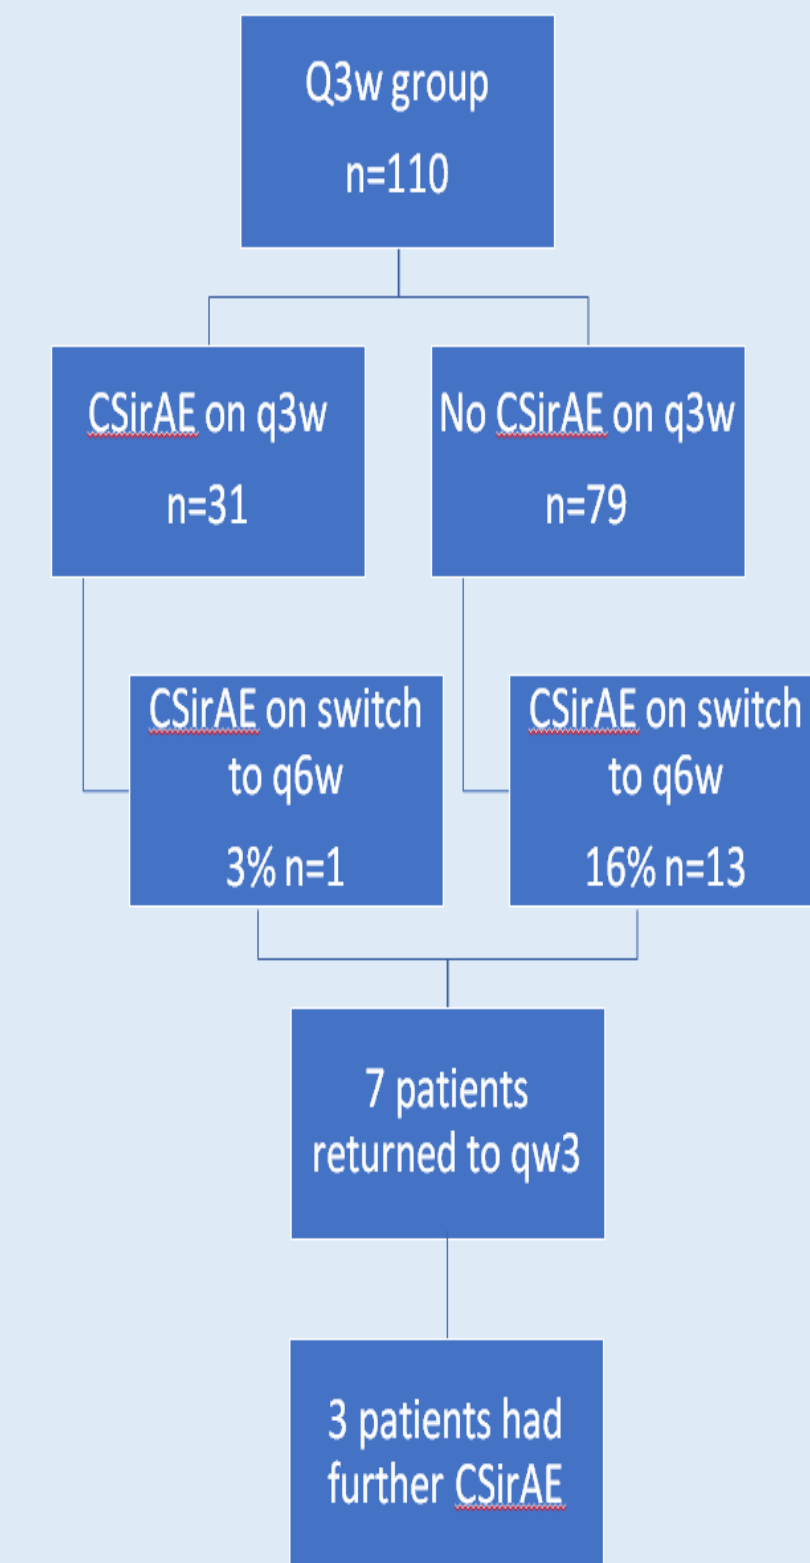 Q3w group
n=110
CSirAE on q3w
n=31
No CSirAE on q3w
n=79
CSirAE on switch
to q6w
3% n=1
CSirAE on switch
to q6w
16% n=13
7 patients
returned to qw3
3 patients had
further CSirAE